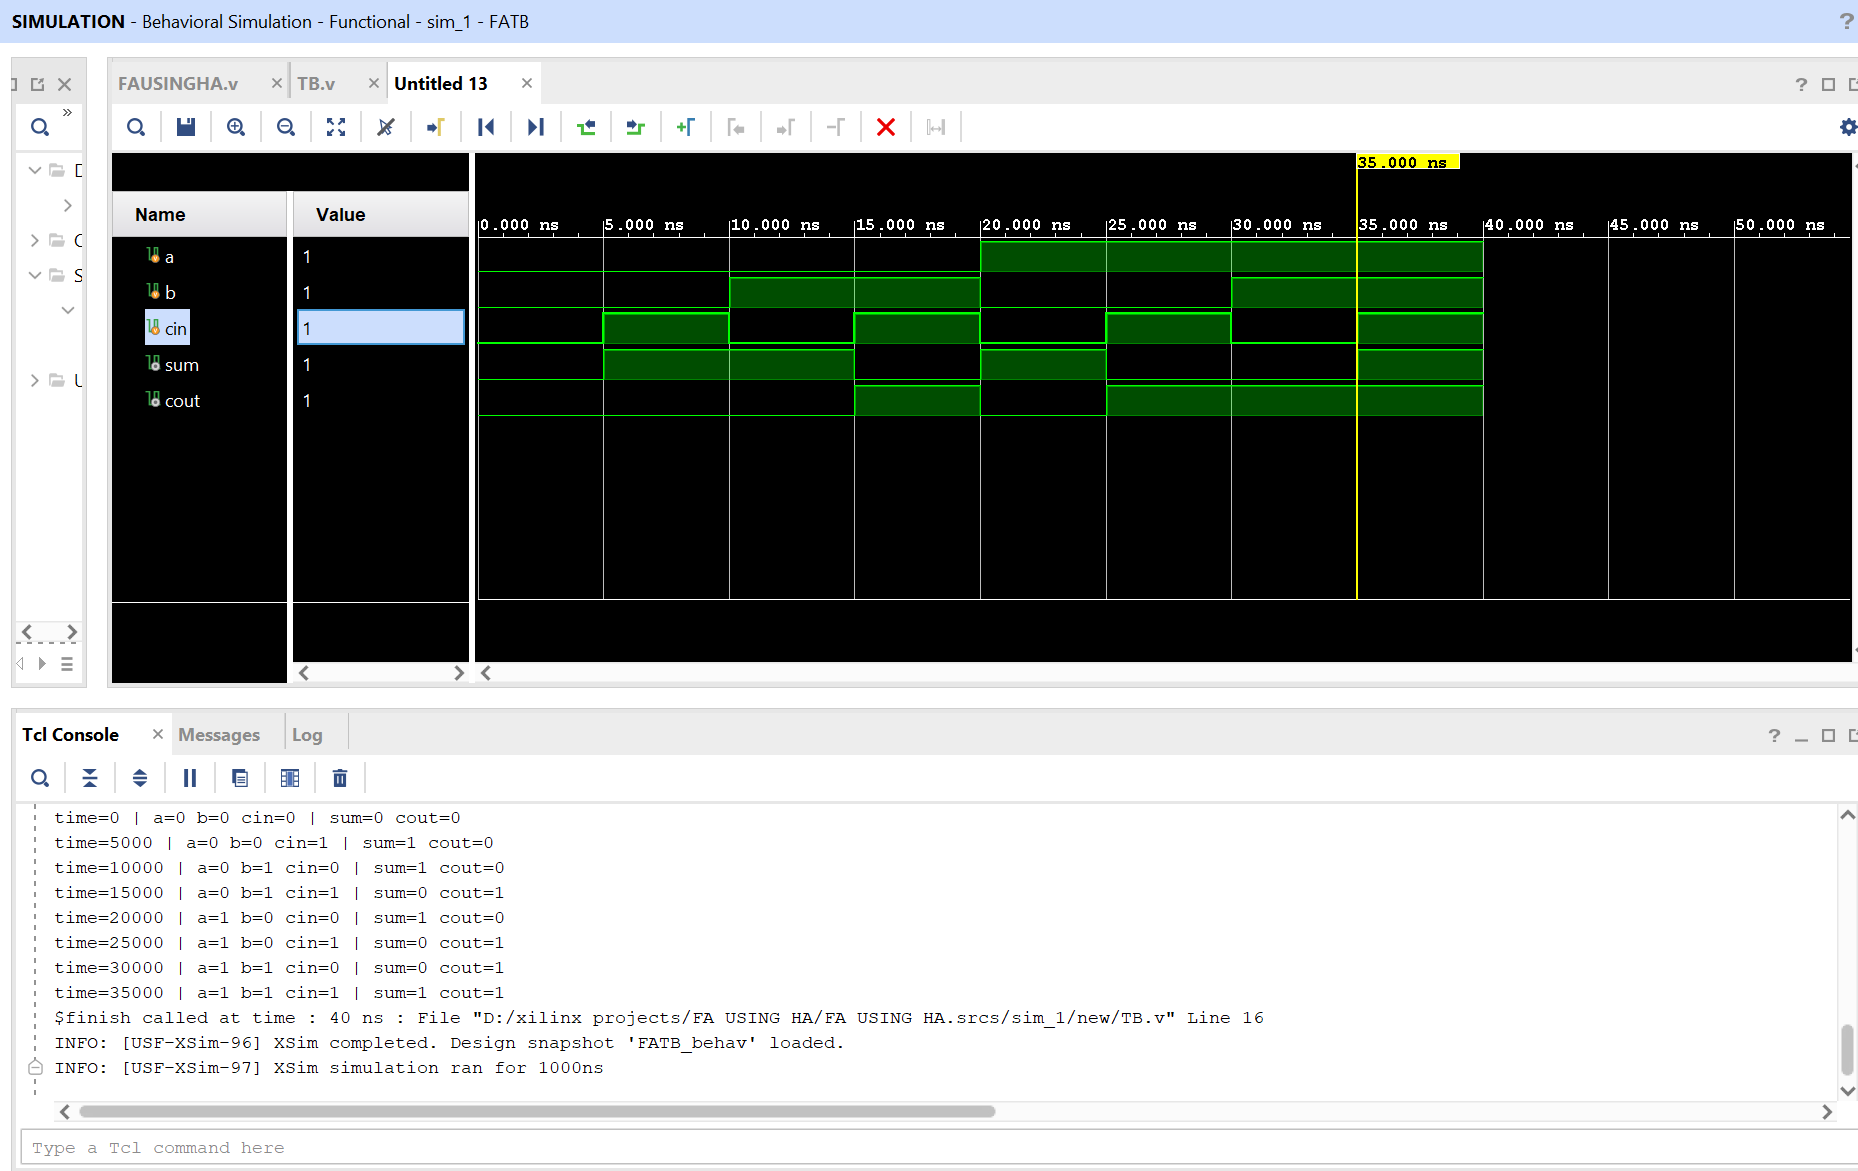 SIMULATION - Behavioral Simulation - Functional - sim_1 - FATB
?
FAUSINGHA.v
TB.v
Untitled 13
?
»
D
C
S
U
Name
Value
a
1
b
1
cin
1
sum
1
cout
1
35.000 ns
0.000 ns
5.000 ns
10.000 ns
15.000 ns
20.000 ns
25.000 ns
30.000 ns
35.000 ns
40.000 ns
45.000 ns
50.000 ns
Tcl Console
Messages
Log
?
time=0 | a=0 b=0 cin=0 | sum=0 cout=0
time=5000 | a=0 b=0 cin=1 | sum=1 cout=0
time=10000 | a=0 b=1 cin=0 | sum=1 cout=0
time=15000 | a=0 b=1 cin=1 | sum=0 cout=1
time=20000 | a=1 b=0 cin=0 | sum=1 cout=0
time=25000 | a=1 b=0 cin=1 | sum=0 cout=1
time=30000 | a=1 b=1 cin=0 | sum=0 cout=1
time=35000 | a=1 b=1 cin=1 | sum=1 cout=1
$finish called at time : 40 ns : File "D:/xilinx projects/FA USING HA/FA USING HA.srcs/sim_1/new/TB.v" Line 16
INFO: [USF-XSim-96] XSim completed. Design snapshot 'FATB_behav' loaded.
INFO: [USF-XSim-97] XSim simulation ran for 1000ns
Type a Tcl command here